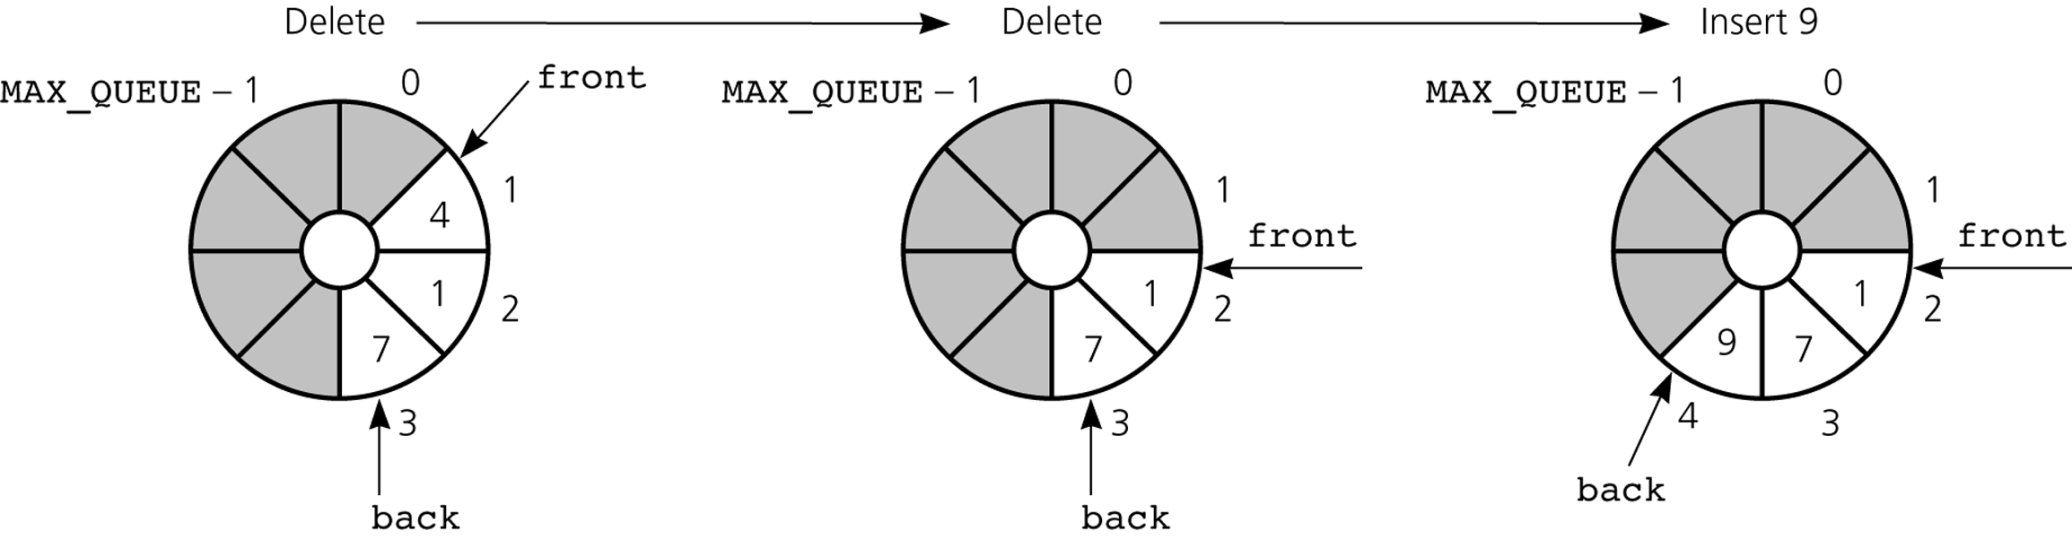 Delete Delete Insert 9
MAX_QUEUE – 1 0 front
1
4
1 2
7
3
back
MAX_QUEUE – 1 0
1
front
1 2
7
3
back
MAX_QUEUE – 1 0
1
front
1 2
9 7
4 3
back